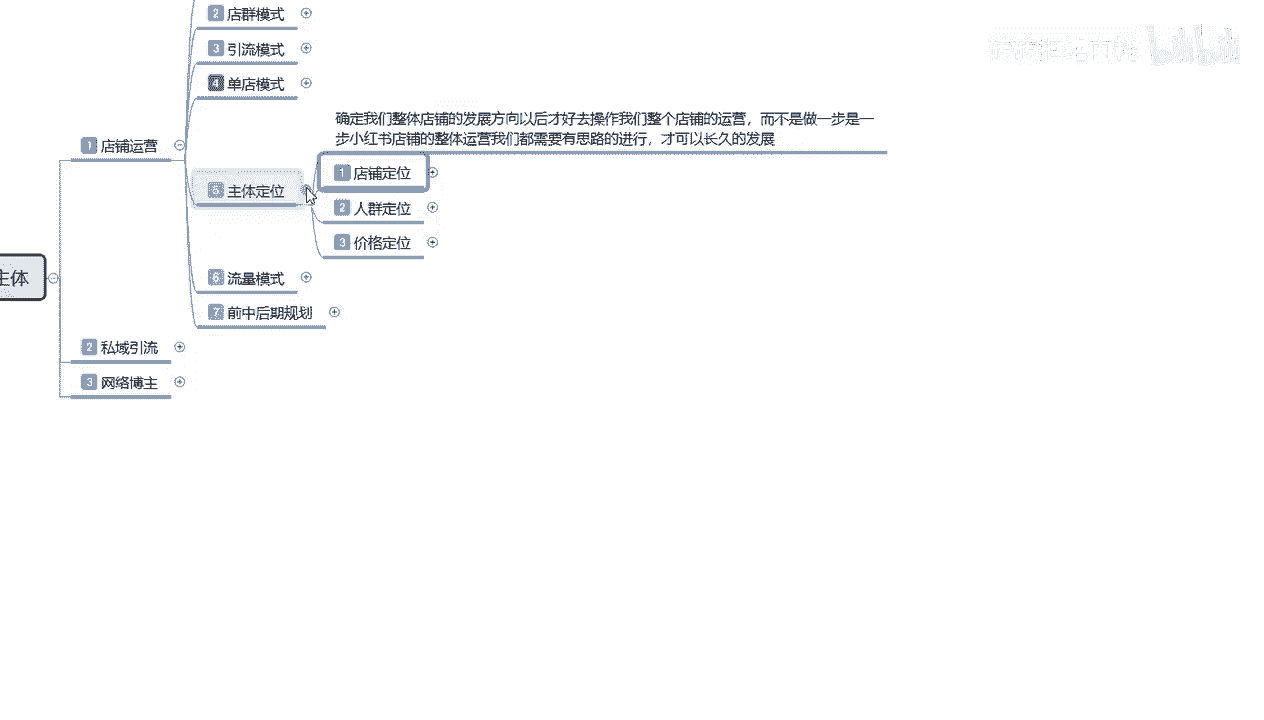 2 店群模式
3 引流模式
4 单店模式
确定我们整体店铺的发展方向以后才好去操作我们整个店铺的运营，而不是做一步是一
步小红书店铺的整体运营我们都需要有思路的进行，才可以长久的发展
1 店铺运营
1 店铺定位
5 主体定位
2 人群定位
3 价格定位
主体
6 流量模式
7 前中后期规划
2 私域引流
3 网络博主
bilibili